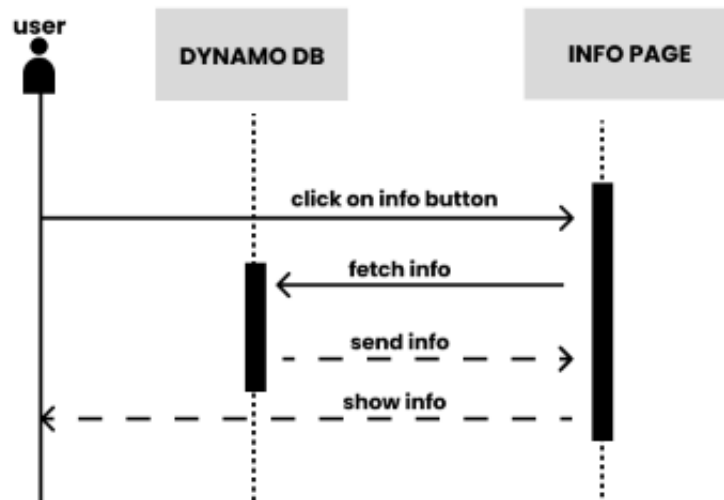 user
DYNAMO DB
INFO PAGE
click on info button
fetch info
send info
show info